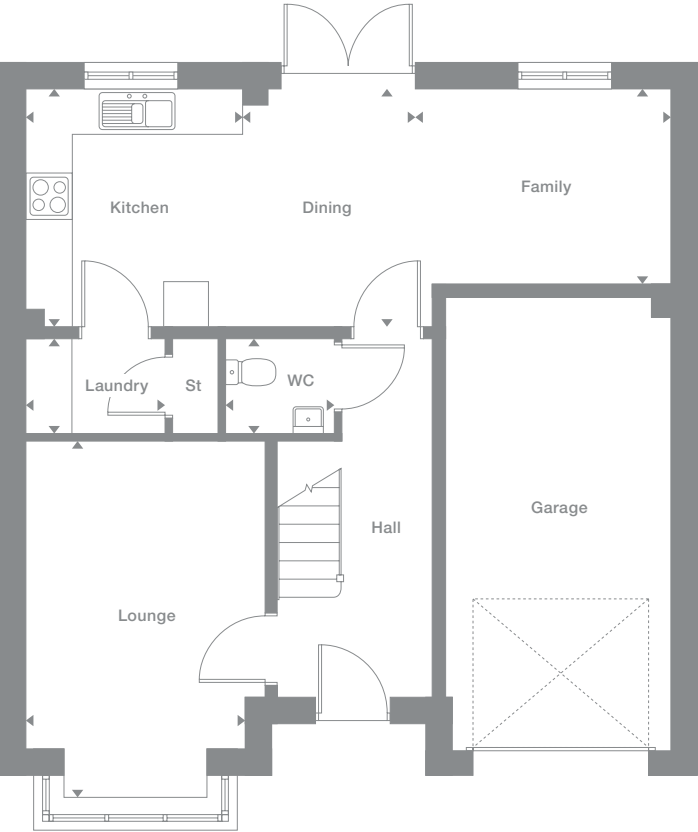 Kitchen
Dining
Family
Laundry
St
WC
Garage
Hall
Lounge